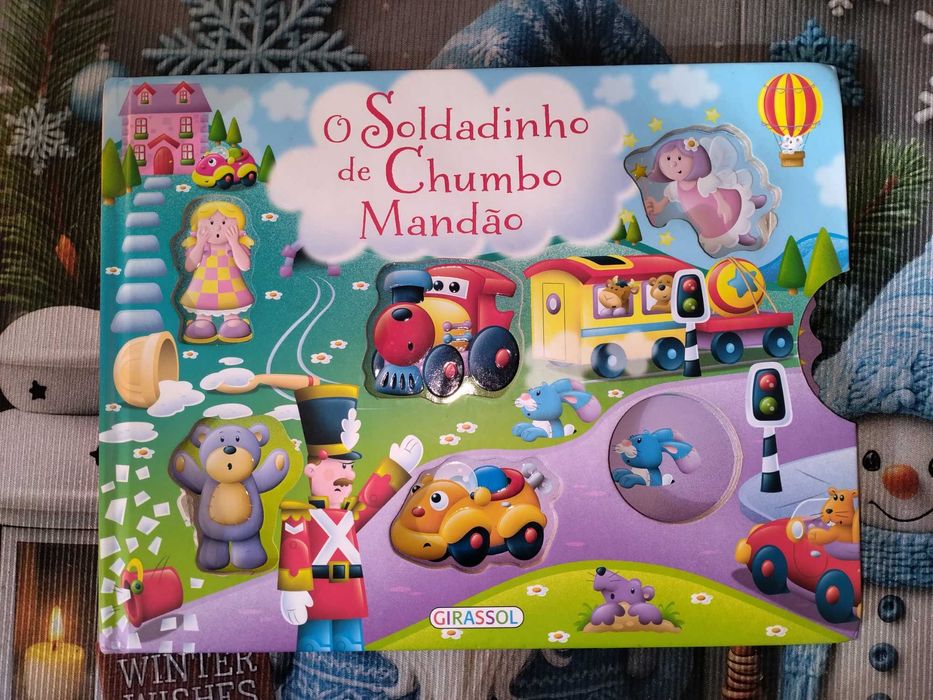 O Soldadinho
de Chumbo
Mandão
GIRASSOL
WINTER
WISHES